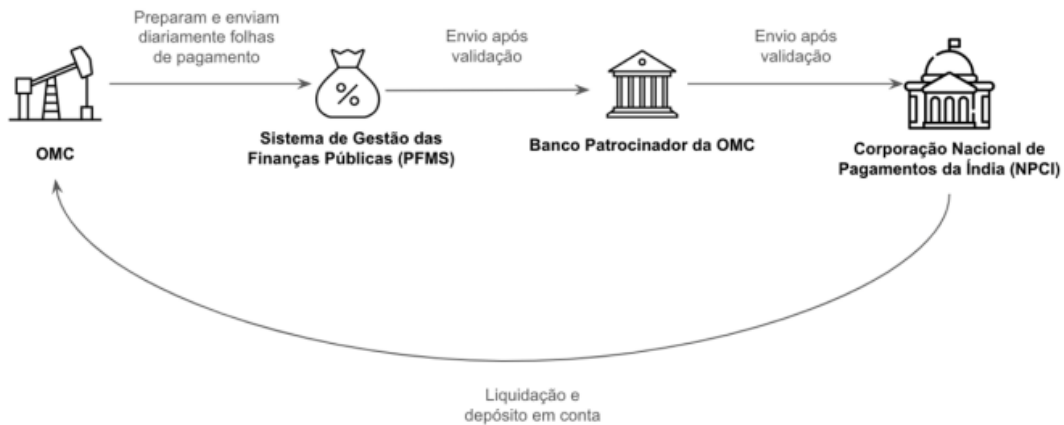 Preparam e enviam
diariamente folhas
de pagamento
Envio após
validação
Envio após
validação
OMC
Sistema de Gestão das
Finanças Públicas (PFMS)
Banco Patrocinador da OMC
Corporação Nacional de
Pagamentos da Índia (NPCI)
Liquidação e
depósito em conta